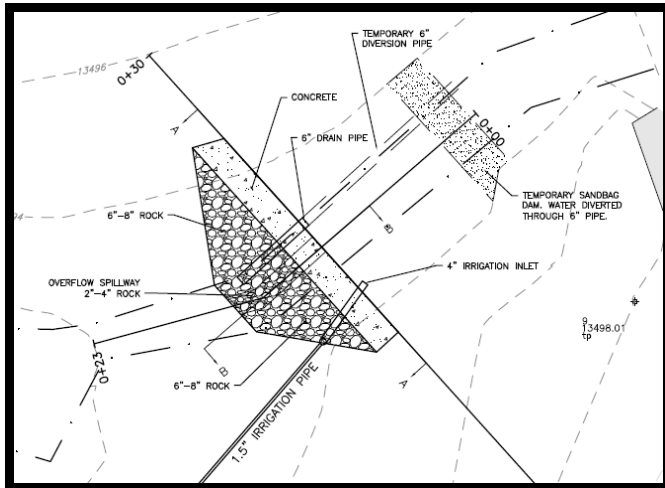 TEMPORARY 6"
DIVERSION PIPE
13496
0+30
CONCRETE
A
6" DRAIN PIPE
0+00
TEMPORARY SANDBAG
DAM. WATER DIVERTED
THROUGH 6" PIPE.
6"-8" ROCK
94
B
4" IRRIGATION INLET
OVERFLOW SPILLWAY
2"-4" ROCK
g
13498.01
tp
0+23
B
6"-8" ROCK
A
1.5" IRRIGATION PIPE